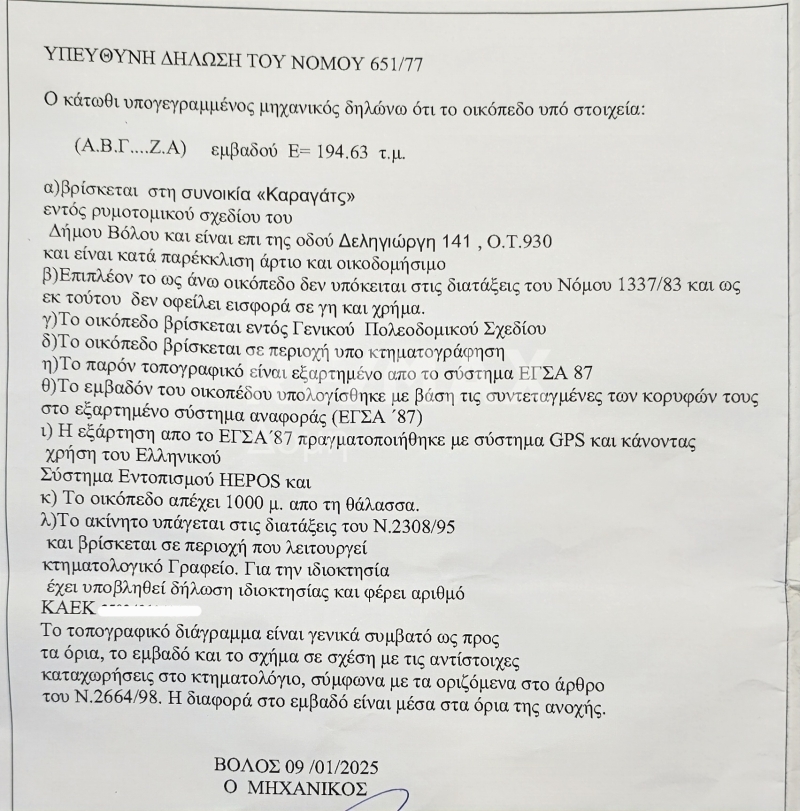 ΥΠΕΥΘΥΝΗ ΔΗΛΩΣΗ ΤΟΥ ΝΟΜΟΥ 651/77
Ο κάτωθι υπογεγραμμένος μηχανικός δηλώνω ότι το οικόπεδο υπό στοιχεία:
(Α.Β.Γ....Ζ.Α) εμβαδού Ε= 194.63 τ.μ.
α)βρίσκεται στη συνοικία «Καραγάτς»
εντός ρυμοτομικού σχεδίου του
Δήμου Βόλου και είναι επι της οδού Δεληγιώργη 141 , Ο.Τ.930
και είναι κατά παρέκκλιση άρτιο και οικοδομήσιμο
β)Επιπλέον το ως άνω οικόπεδο δεν υπόκειται στις διατάξεις του Νόμου 1337/83 και ως
εκ τούτου δεν οφείλει εισφορά σε γη και χρήμα.
γ)Το οικόπεδο βρίσκεται εντός Γενικού Πολεοδομικού Σχεδίου
δ)Το οικόπεδο βρίσκεται σε περιοχή υπο κτηματογράφηση
η)Το παρόν τοπογραφικό είναι εξαρτημένο απο το σύστημα ΕΓΣΑ 87
θ)Το εμβαδόν του οικοπέδου υπολογίσθηκε με βάση τις συντεταγμένες των κορυφών τους
στο εξαρτημένο σύστημα αναφοράς (ΕΓΣΑ ΄87)
ι) Η εξάρτηση απο το ΕΓΣΑ΄87 πραγματοποιήθηκε με σύστημα GPS και κάνοντας
χρήση του Ελληνικού
Σύστημα Εντοπισμού HEPOS και
κ) Το οικόπεδο απέχει 1000 μ. απο τη θάλασσα.
λ)Το ακίνητο υπάγεται στις διατάξεις του Ν.2308/95
και βρίσκεται σε περιοχή που λειτουργεί
κτηματολογικό Γραφείο. Για την ιδιοκτησία
έχει υποβληθεί δήλωση ιδιοκτησίας και φέρει αριθμό
ΚΑΕΚ
Το τοπογραφικό διάγραμμα είναι γενικά συμβατό ως προς
τα όρια, το εμβαδό και το σχήμα σε σχέση με τις αντίστοιχες
καταχωρήσεις στο κτηματολόγιο, σύμφωνα με τα οριζόμενα στο άρθρο
του Ν.2664/98. Η διαφορά στο εμβαδό είναι μέσα στα όρια της ανοχής.
ΒΟΛΟΣ 09 /01/2025
Ο ΜΗΧΑΝΙΚΟΣ